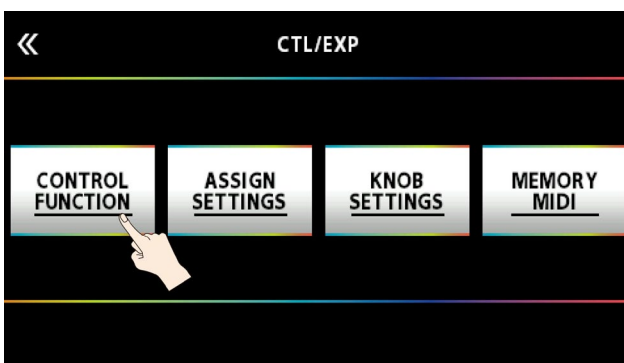 CTL/EXP
CONTROL
FUNCTION
ASSIGN
SETTINGS
KNOB
SETTINGS
MEMORY
MIDI